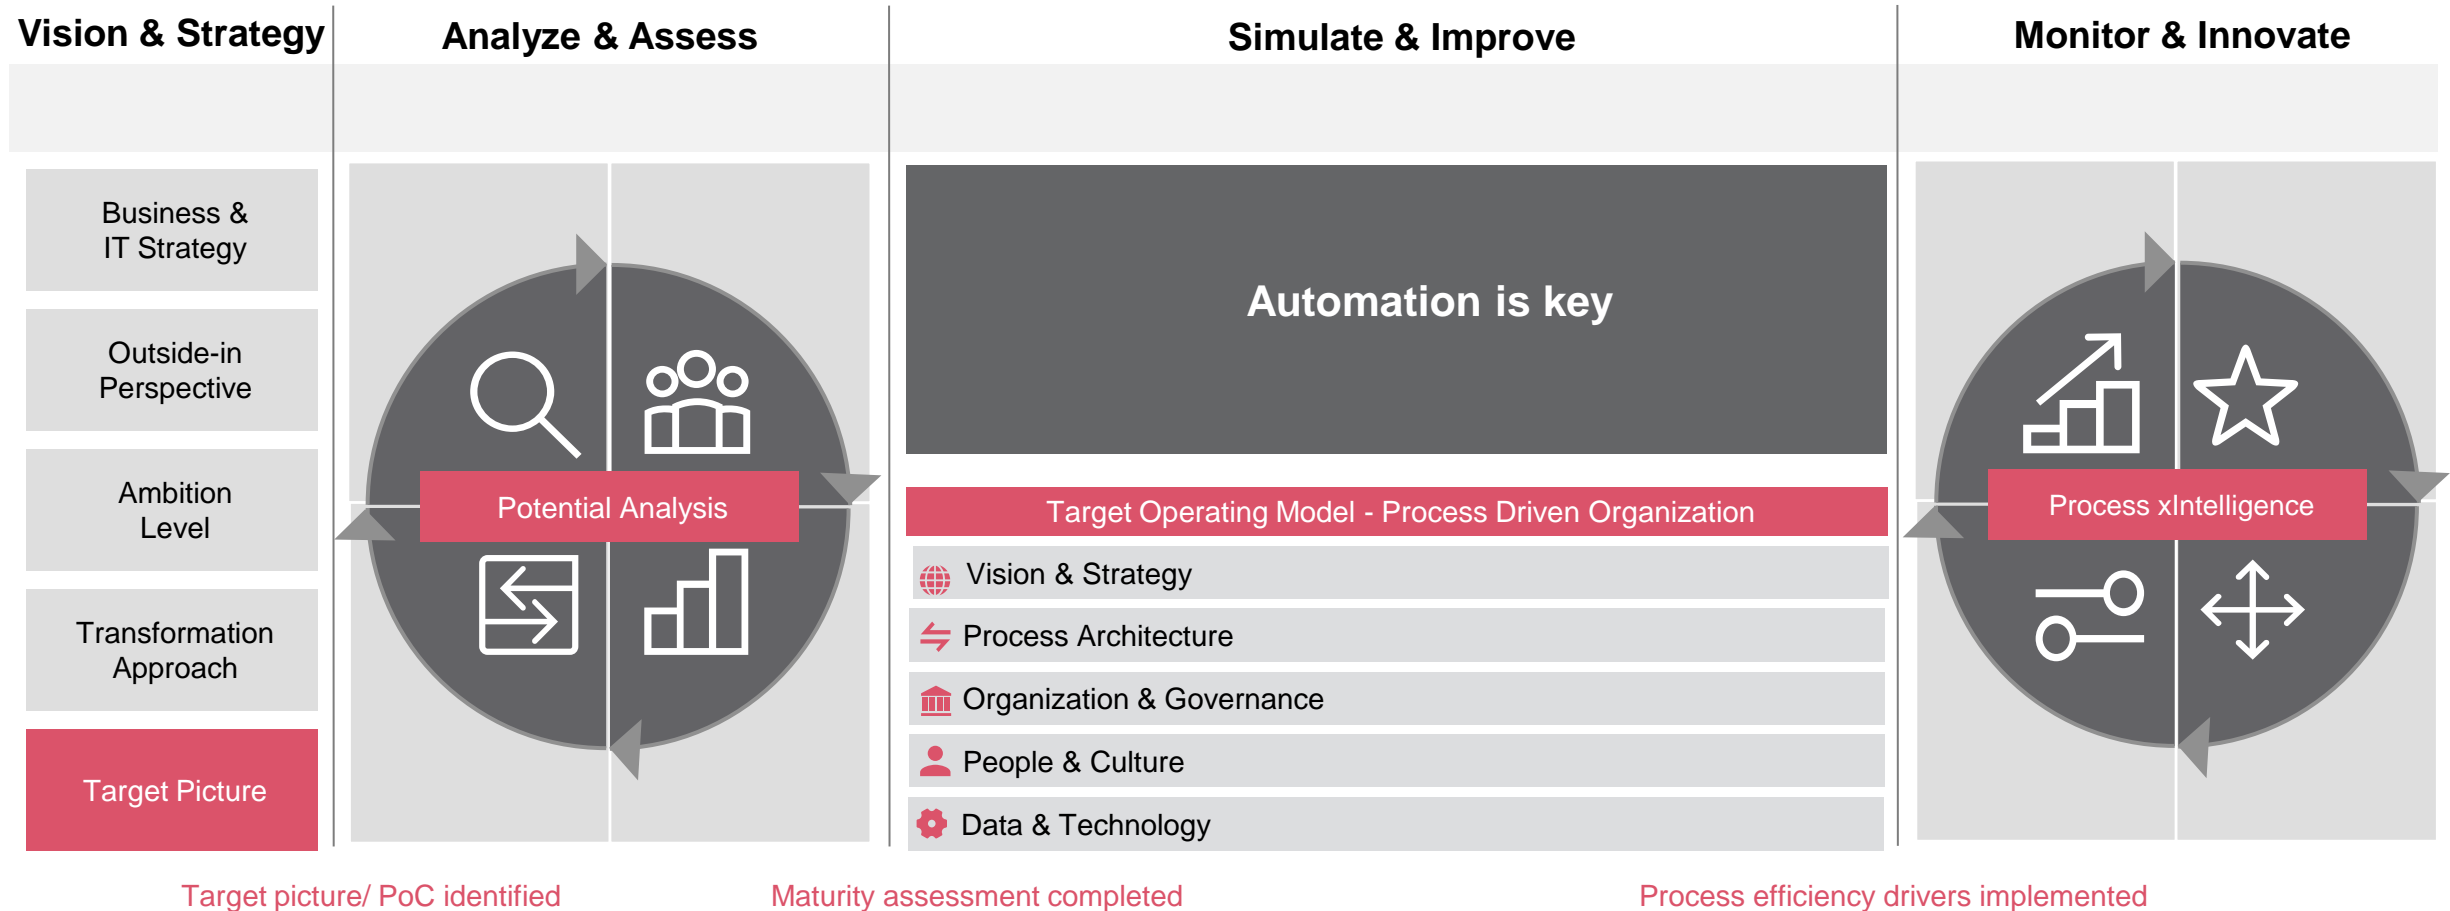 Vision & Strategy
Analyze & Assess
Simulate & Improve
Monitor & Innovate
Business &
IT Strategy
Outside-in
Perspective
Ambition
Level
Transformation
Approach
Target Picture
Potential Analysis
Automation is key
Target Operating Model - Process Driven Organization
Vision & Strategy
Process Architecture
Organization & Governance
People & Culture
Data & Technology
Process xIntelligence
Target picture/ PoC identified
Maturity assessment completed
Process efficiency drivers implemented